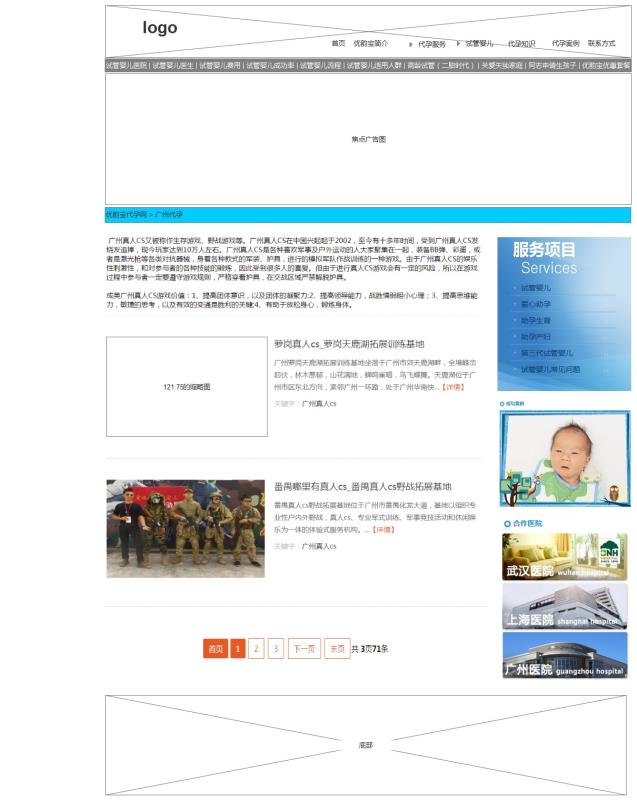 logo
首页 优韵宝简介 代孕服务 试管婴儿 代孕知识 代孕案例 联系方式
试管婴儿医院 | 试管婴儿医生 | 试管婴儿费用 | 试管婴儿成功率 | 试管婴儿流程 | 试管婴儿适用人群 | 高龄试管（二胎时代） | 关爱失独家庭 | 同志申请生孩子 | 优韵宝优惠套餐
焦点广告图
优韵宝代孕网 > 广州代孕
广州真人CS又被称作生存游戏、野战游戏等。广州真人CS在中国兴起起于2002，至今有十多年时间，受到广州真人CS发
烧友追捧，现今玩家达到10万人左右。广州真人CS是各种喜欢军事及户外运动的人大家聚集在一起，装备BB弹、彩蛋，或
者是激光枪等各类对抗器械，身着各种款式的军装、护具，进行的模拟军队作战训练的一种游戏。由于广州真人CS的娱乐
性刺激性，和对参与者的各种技能的锻炼，因此受到很多人的喜爱。但由于进行真人CS游戏会有一定的风险，所以在游戏
过程中参与者一定要遵守游戏规则，严格穿着护具，在交战区域严禁解脱护具。
成美广州真人CS游戏价值：1、提高团体意识，以及团体的凝聚力;2、提高领导能力，战胜懦弱胆小心理；3、提高思维能
力，敏捷的思考，以及有效的变通是胜利的关键;4、有助于放松身心，锻炼身体。
121.75的缩略图
萝岗真人cs_萝岗天鹿湖拓展训练基地
广州萝岗天鹿湖拓展训练基地坐落于广州市郊天鹿湖畔，全场峰峦
起伏，林木葱郁，山花满地，蝉鸣雀唱，鸟飞蝶舞。天鹿湖位于广
州市区东北方向，紧邻广州一环路，处于广州华南快...【详情】
关键字：广州真人cs
番禺哪里有真人cs_番禺真人cs野战拓展基地
番禺真人cs野战拓展基地位于广州市番禺化龙大道，基地以组织专
业性户内外野战，真人cs、专业军式训练、军事竞技活动和休闲娱
乐为一体的体验式服务机构。...【详情】
关键字：广州真人cs
首页 1 2 3 下一页 末页 共 3页71条
服务项目
Services
试管婴儿
爱心助孕
助孕生育
助孕产妇
第三代试管婴儿
试管婴儿常见问题
成功案例
合作医院
武汉医院 wuhan hospital
上海医院 shanghai hospital
广州医院 guangzhou hospital
底部